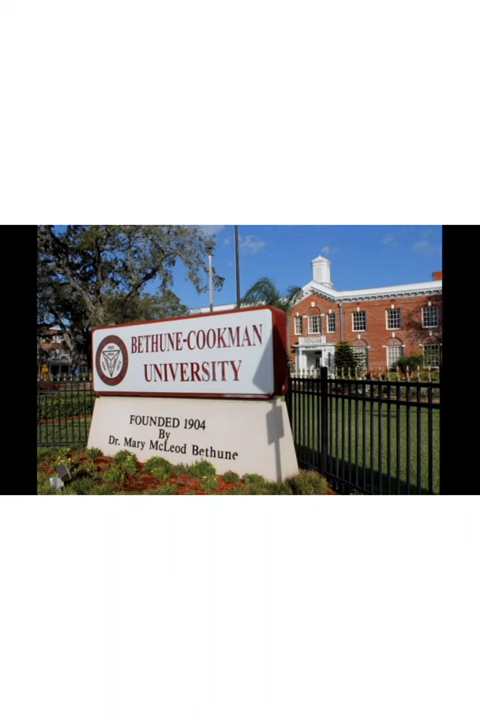 BETHUNE-COOKMAN
UNIVERSITY
FOUNDED 1904
By
Dr. Mary McLeod Bethune